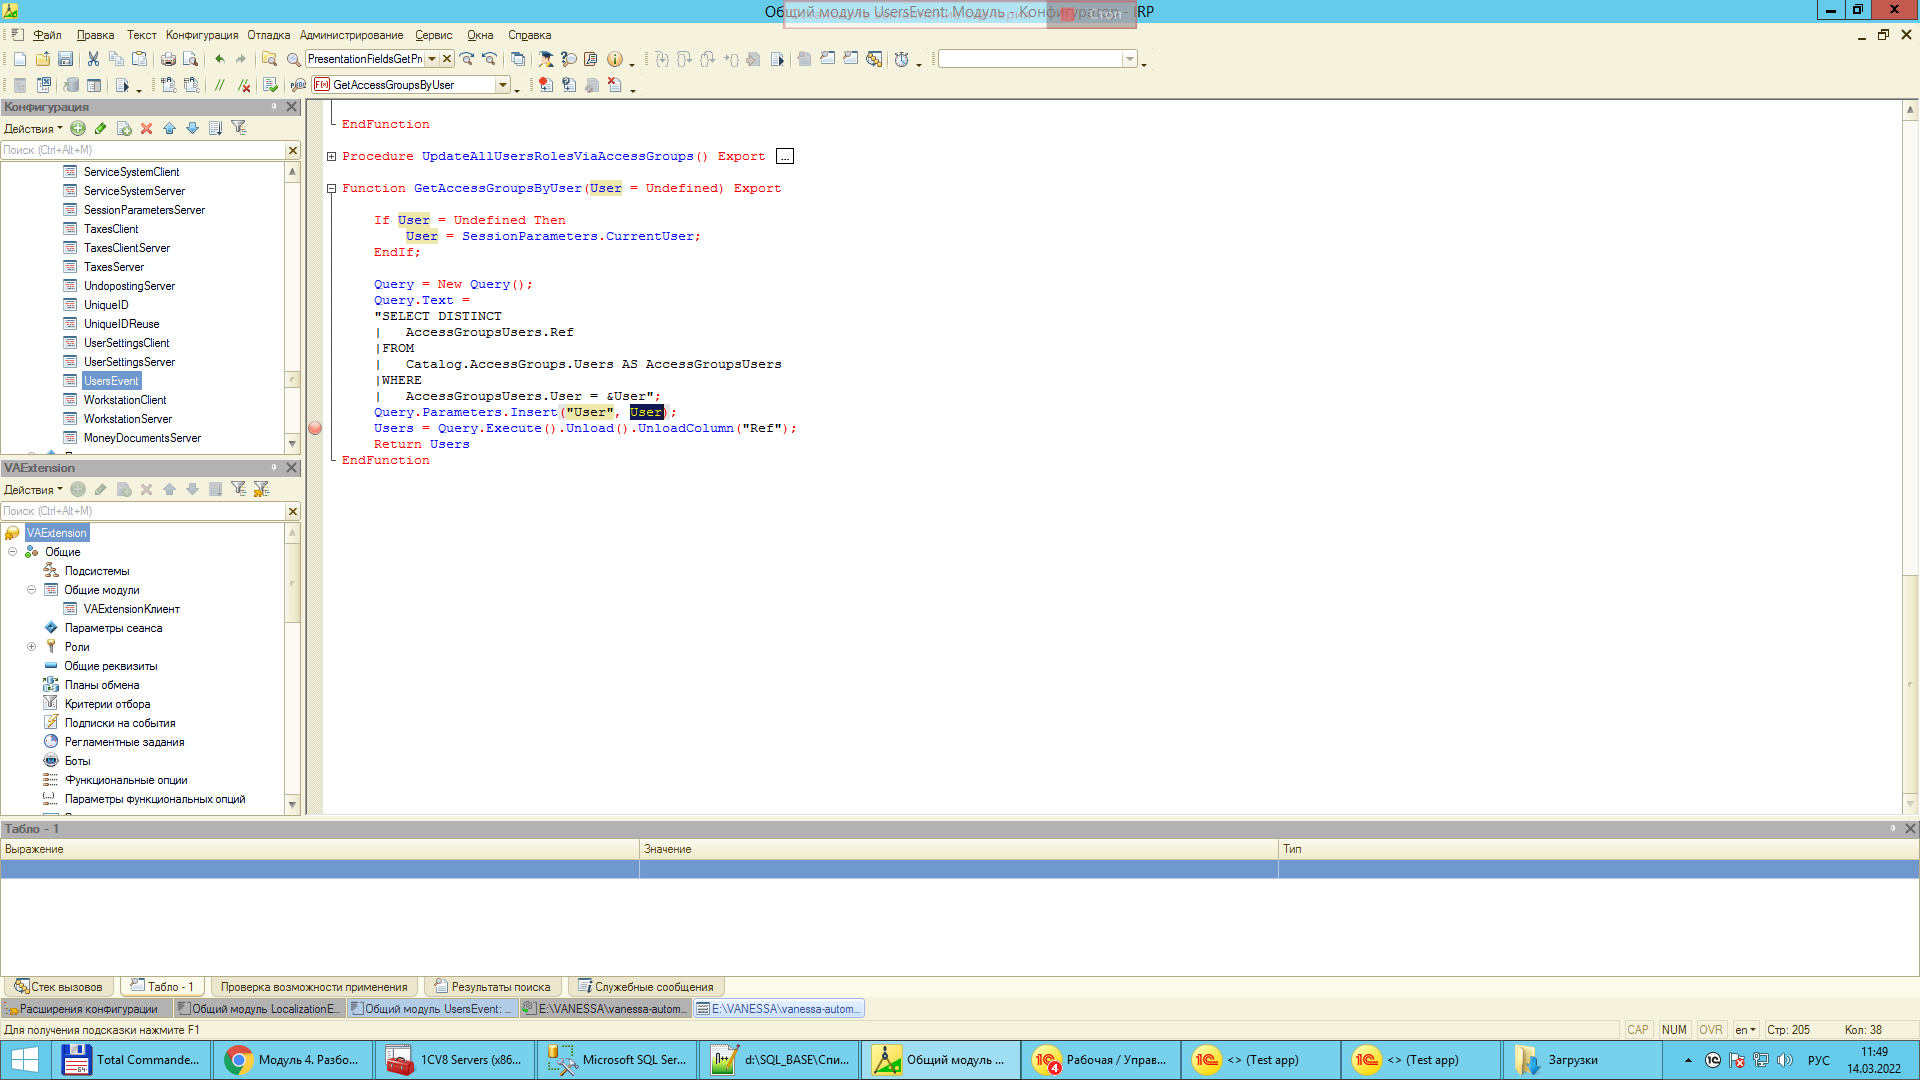 Общий модуль UsersEvent: Модуль - Конфигуратор - IRP
Файл Правка Текст Конфигурация Отладка Администрирование Сервис Окна Справка
PresentationFieldsGetPr
GetAccessGroupsByUser
Конфигурация
Действия
Поиск (Ctrl+Alt+M)
ServiceSystemClient
ServiceSystemServer
SessionParametersServer
TaxesClient
TaxesClientServer
TaxesServer
UndopostingServer
UniqueID
UniqueIDReuse
UserSettingsClient
UserSettingsServer
UsersEvent
WorkstationClient
WorkstationServer
MoneyDocumentsServer
VAExtension
Действия
Поиск (Ctrl+Alt+M)
VAExtension
Общие
Подсистемы
Общие модули
VAExtensionКлиент
Параметры сеанса
Роли
Общие реквизиты
Планы обмена
Критерии отбора
Подписки на события
Регламентные задания
Боты
Функциональные опции
Параметры функциональных опций
EndFunction
Procedure UpdateAllUsersRolesViaAccessGroups() Export ...
Function GetAccessGroupsByUser(User = Undefined) Export
If User = Undefined Then
User = SessionParameters.CurrentUser;
EndIf;
Query = New Query();
Query.Text =
"SELECT DISTINCT
| AccessGroupsUsers.Ref
|FROM
| Catalog.AccessGroups.Users AS AccessGroupsUsers
|WHERE
| AccessGroupsUsers.User = &User";
Query.Parameters.Insert("User", User);
Users = Query.Execute().Unload().UnloadColumn("Ref");
Return Users
EndFunction
Табло - 1
Выражение Значение Тип
Стек вызовов Табло - 1 Проверка возможности применения Результаты поиска Служебные сообщения
Расширения конфигурации Общий модуль LocalizationE... Общий модуль UsersEvent: ... E:\VANESSA\vanessa-autom... E:\VANESSA\vanessa-autom...
Для получения подсказки нажмите F1 CAP NUM OVR en Стр: 205 Кол: 38
Total Commande... Модуль 4. Разбо... 1CV8 Servers (x86... Microsoft SQL Ser... d:\SQL_BASE\Спи... Общий модуль ... Рабочая / Управ... <> (Test app) <> (Test app) Загрузки РУС 11:49
14.03.2022